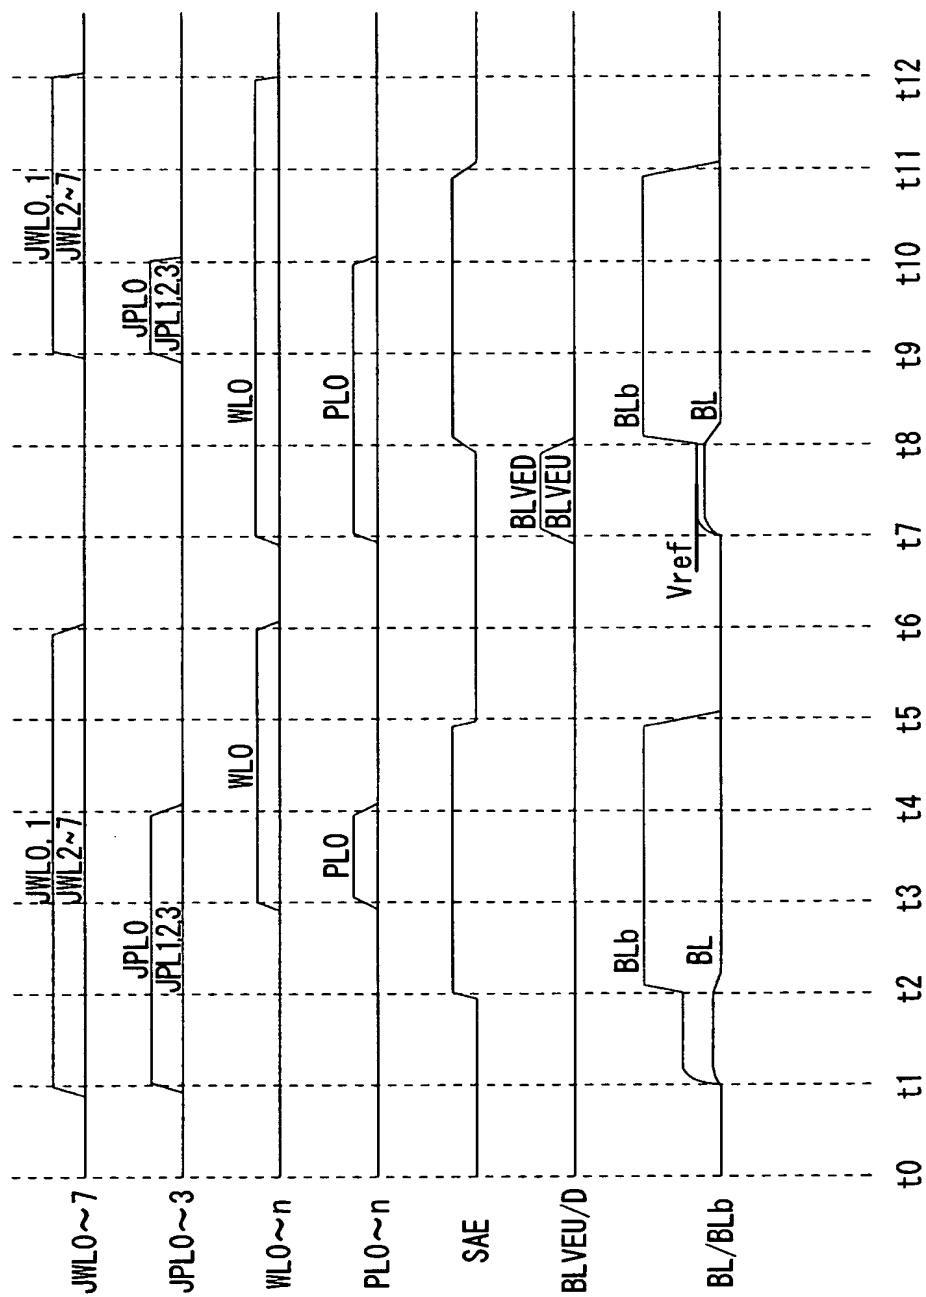 JWL0~7
JWL0,1
JWL2~7
JWL0,1
JWL2~7
JPL0~3
JPL0
JPL1,2,3
JPL0
JPL1,2,3
WL0~n
WL0
WL0
PL0~n
PL0
PL0
SAE
BLVEU/D
BLVED
BLVEU
BL/BLb
BLb
BL
Vref
BLb
BL
t0 t1 t2 t3 t4 t5 t6 t7 t8 t9 t10 t11 t12